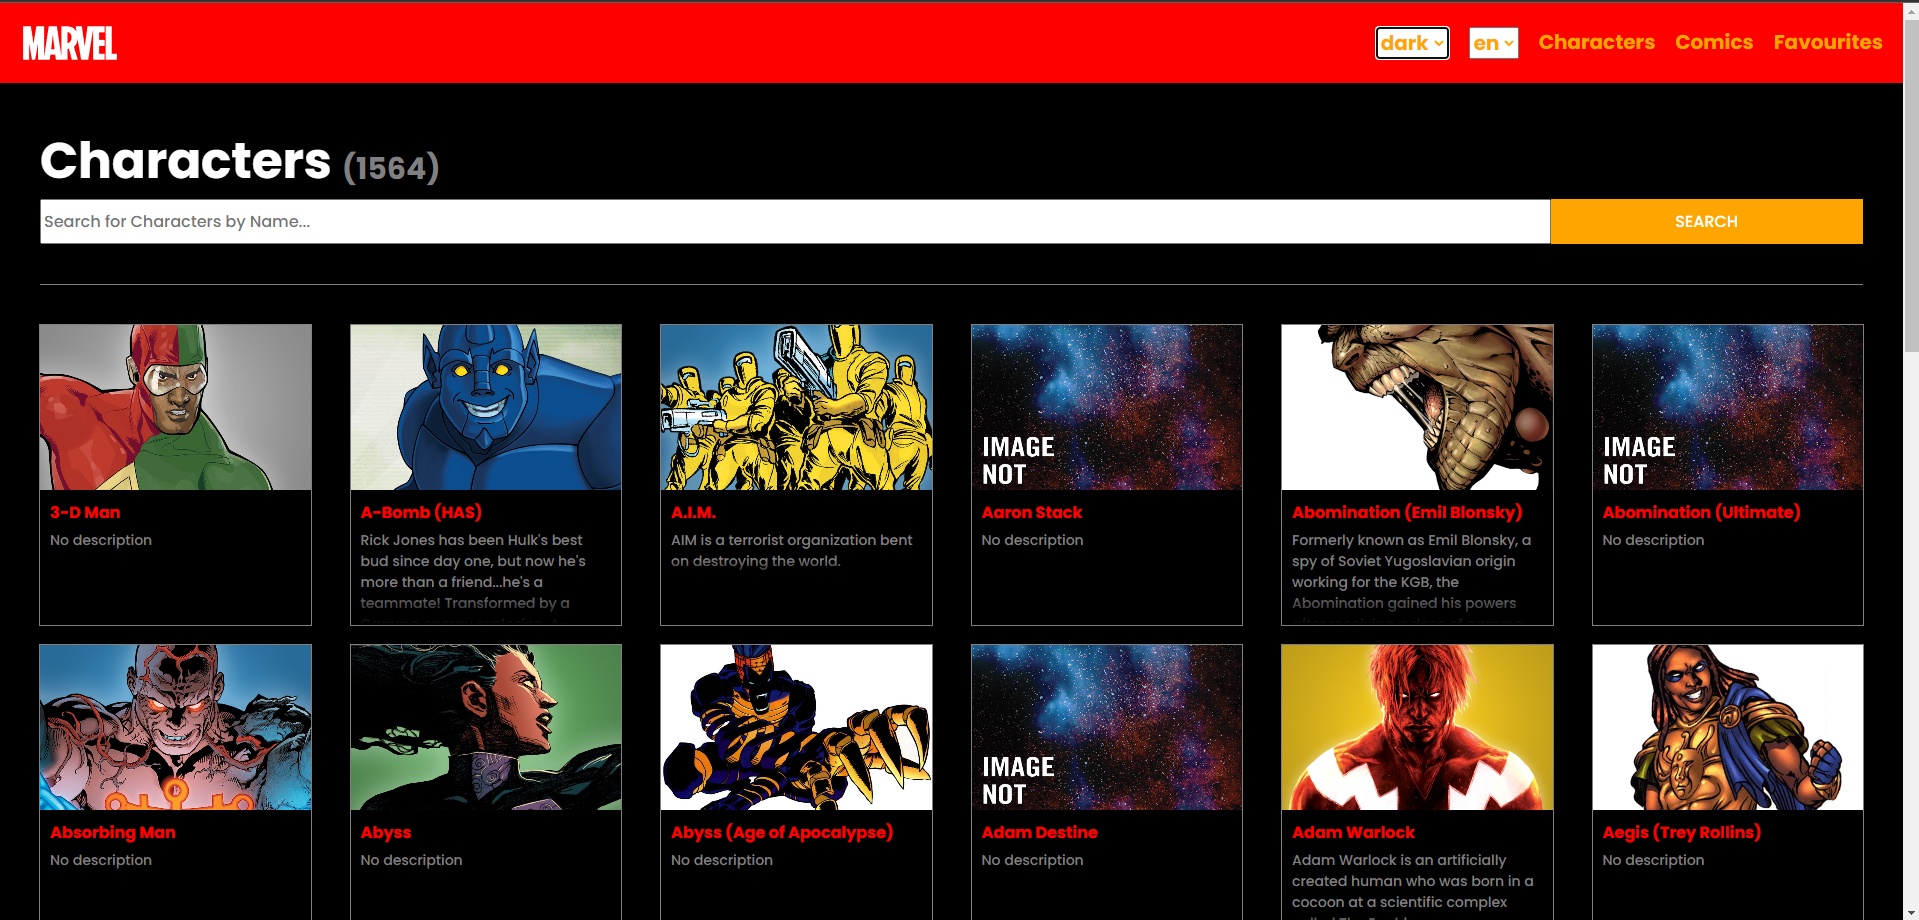 MARVEL
dark
en
Characters
Comics
Favourites
Characters (1564)
Search for Characters by Name...
SEARCH
IMAGE
NOT
IMAGE
NOT
3-D Man
No description
A-Bomb (HAS)
Rick Jones has been Hulk's best
bud since day one, but now he's
more than a friend...he's a
teammate! Transformed by a
A.I.M.
AIM is a terrorist organization bent
on destroying the world.
Aaron Stack
No description
Abomination (Emil Blonsky)
Formerly known as Emil Blonsky, a
spy of Soviet Yugoslavian origin
working for the KGB, the
Abomination gained his powers
Abomination (Ultimate)
No description
IMAGE
NOT
Absorbing Man
No description
Abyss
No description
Abyss (Age of Apocalypse)
No description
Adam Destine
No description
Adam Warlock
Adam Warlock is an artificially
created human who was born in a
cocoon at a scientific complex
Aegis (Trey Rollins)
No description